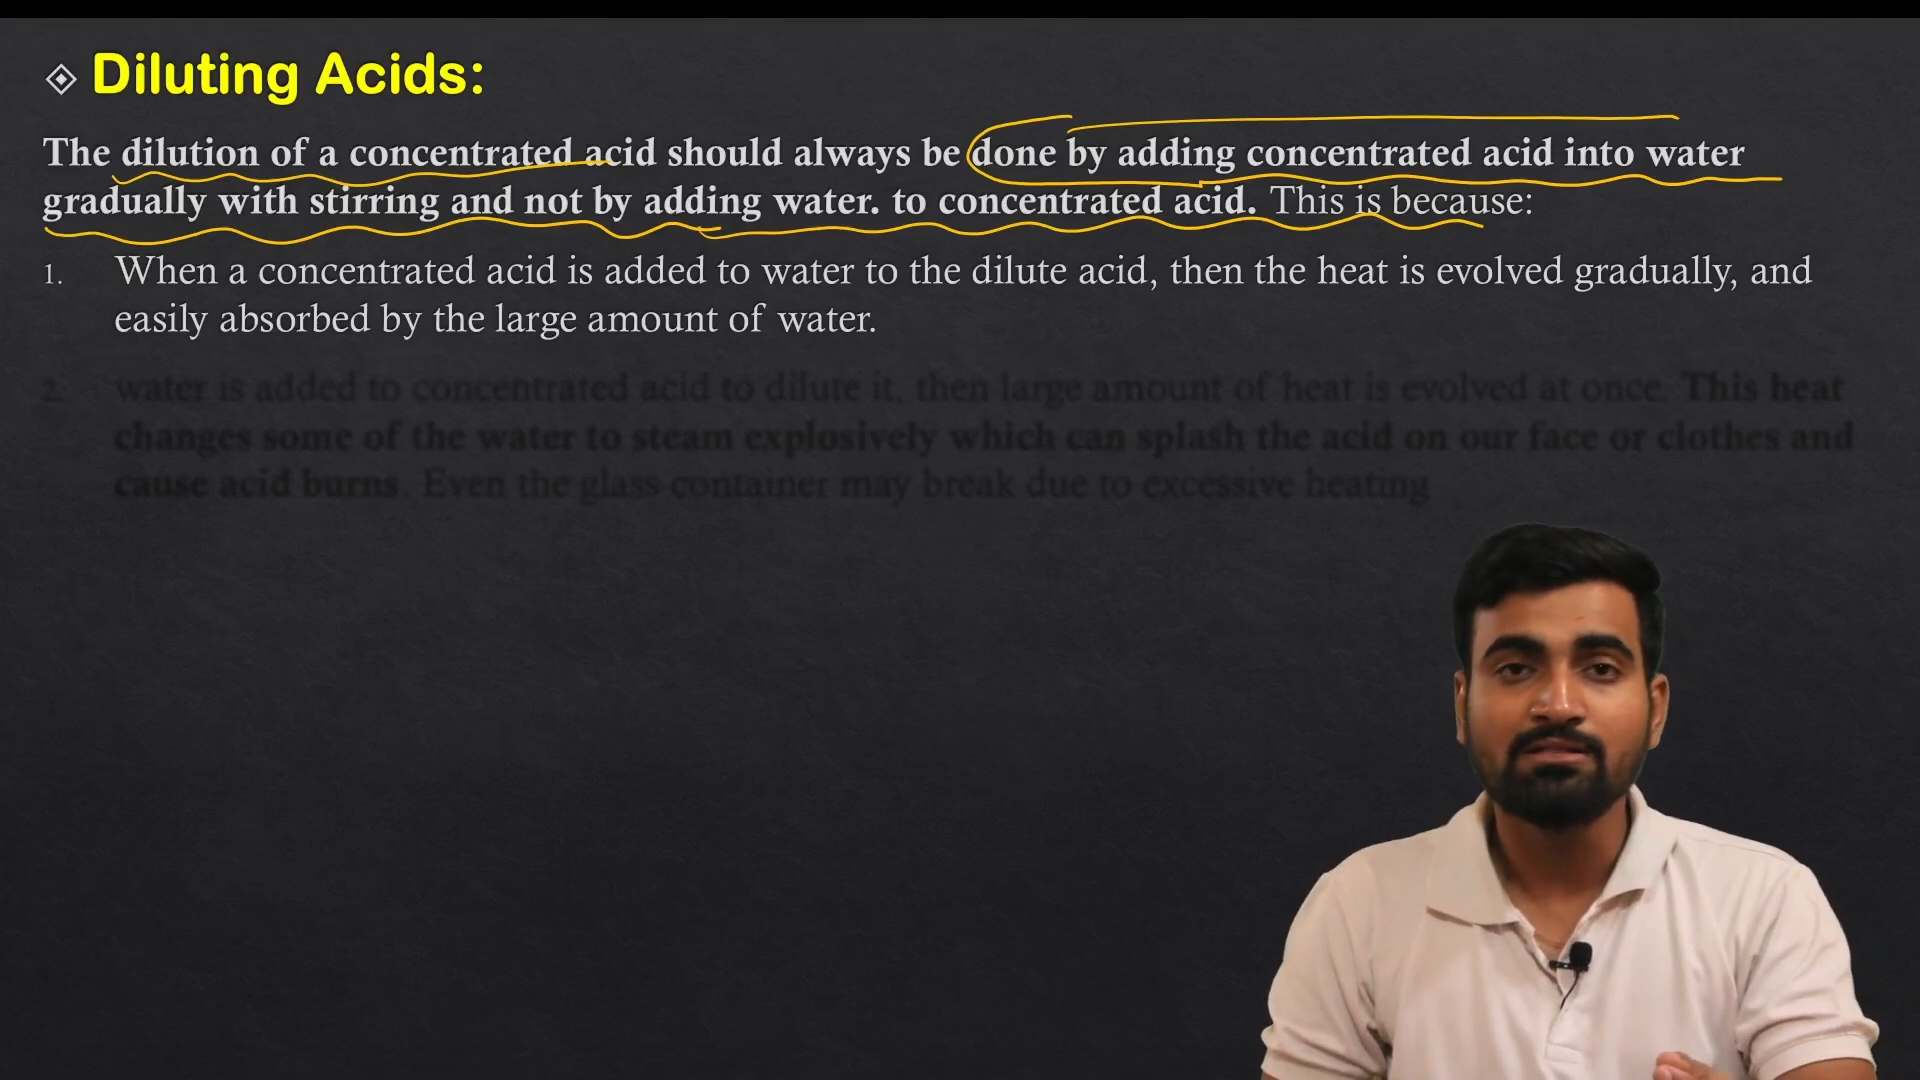 Diluting Acids:
The dilution of a concentrated acid should always be done by adding concentrated acid into water
gradually with stirring and not by adding water. to concentrated acid. This is because:
1. When a concentrated acid is added to water to the dilute acid, then the heat is evolved gradually, and
easily absorbed by the large amount of water.
2. water is added to concentrated acid to dilute it, then large amount of heat is evolved at once. This heat
changes some of the water to steam explosively which can splash the acid on our face or clothes and
cause acid burns. Even the glass container may break due to excessive heating